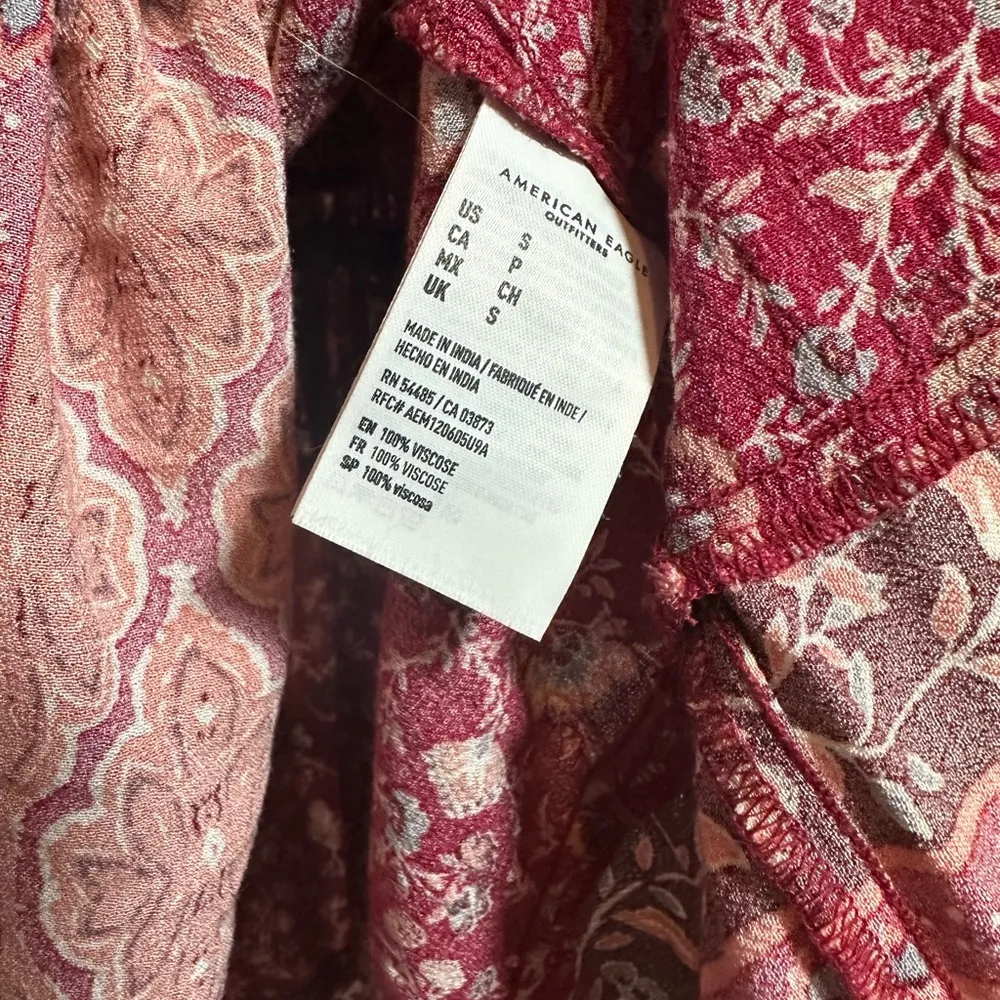 AMERICAN EAGLE
OUTFITTERS
US S
CA P
MX CH
UK S
MADE IN INDIA / FABRIQUÉ EN INDE /
HECHO EN INDIA
RN 54485 / CA 03873
RFC# AEM120605U9A
EN 100% VISCOSE
FR 100% VISCOSE
SP 100% viscosa